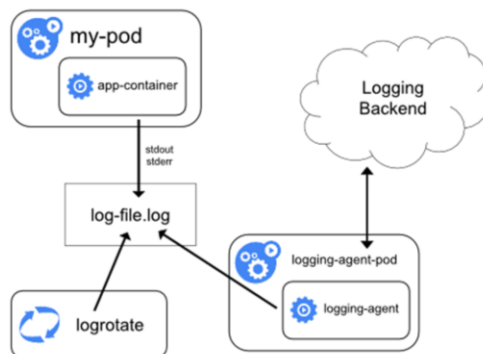 my-pod
app-container
stdout
stderr
Logging
Backend
log-file.log
logging-agent-pod
logging-agent
logrotate